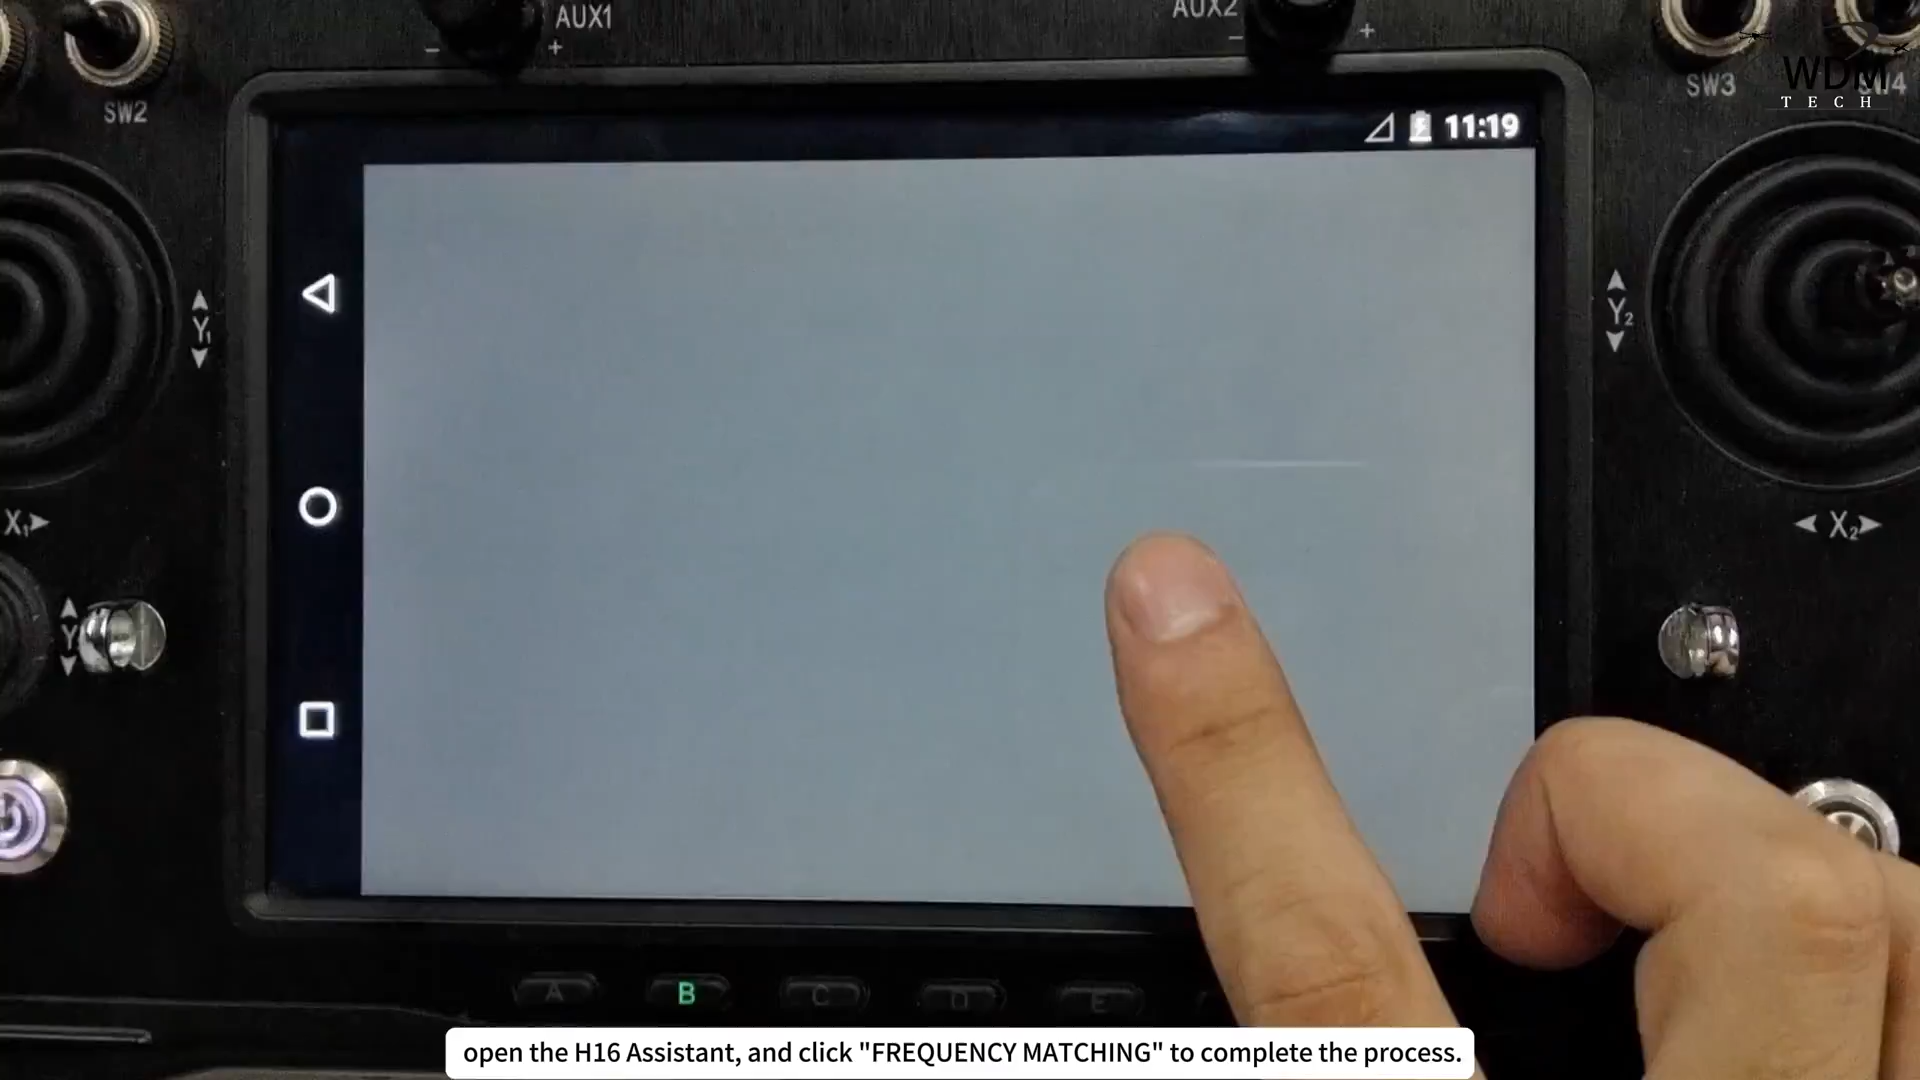 AUX1
AUX2
- +
- +
SW2
SW3
SW4
WDM
TECH
11:19
Y1
Y2
X1
X2
Y
A
B
C
D
E
open the H16 Assistant, and click "FREQUENCY MATCHING" to complete the process.